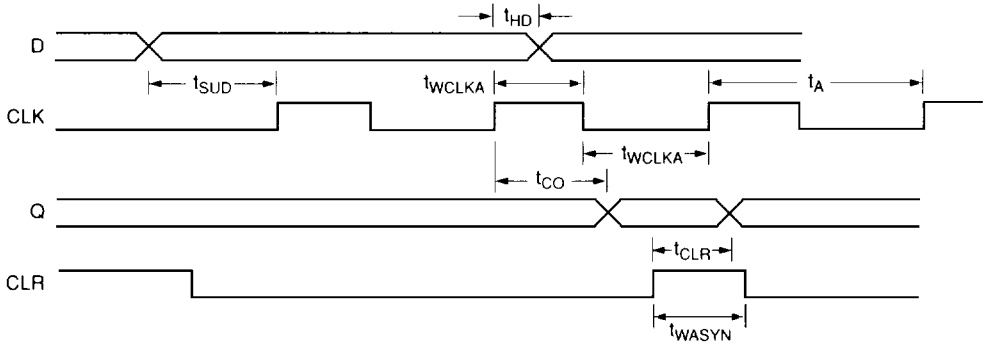 tHD
D
tSUD
tWCLKA
tA
CLK
tWCLKA
tCO
Q
tCLR
CLR
tWASYN